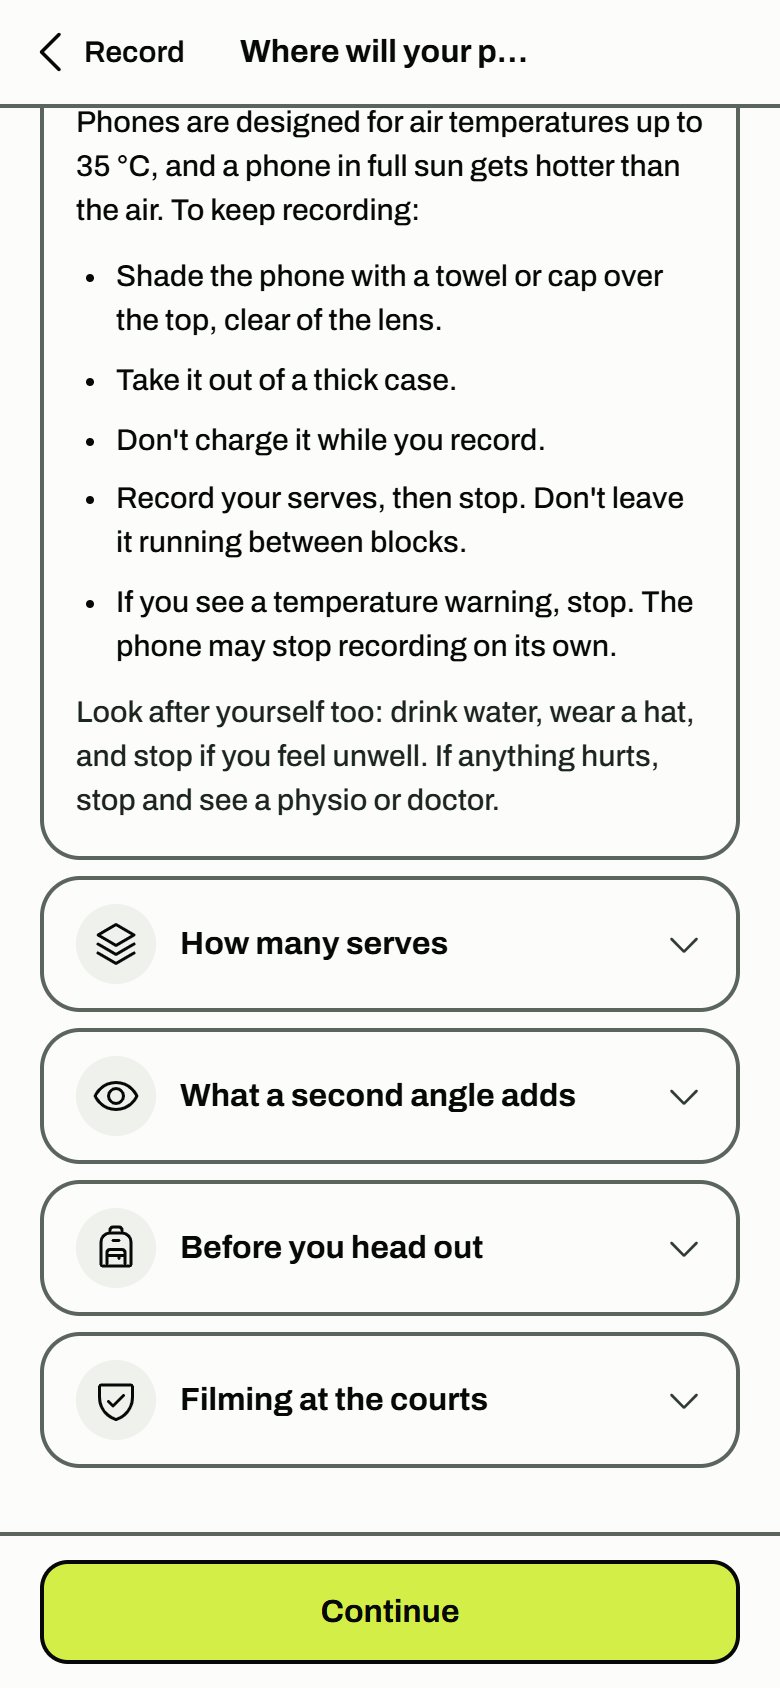 Record
Where will your p...
Phones are designed for air temperatures up to
35 °C, and a phone in full sun gets hotter than
the air. To keep recording:
• Shade the phone with a towel or cap over
the top, clear of the lens.
• Take it out of a thick case.
• Don't charge it while you record.
• Record your serves, then stop. Don't leave
it running between blocks.
• If you see a temperature warning, stop. The
phone may stop recording on its own.
Look after yourself too: drink water, wear a hat,
and stop if you feel unwell. If anything hurts,
stop and see a physio or doctor.
How many serves
What a second angle adds
Before you head out
Filming at the courts
Continue